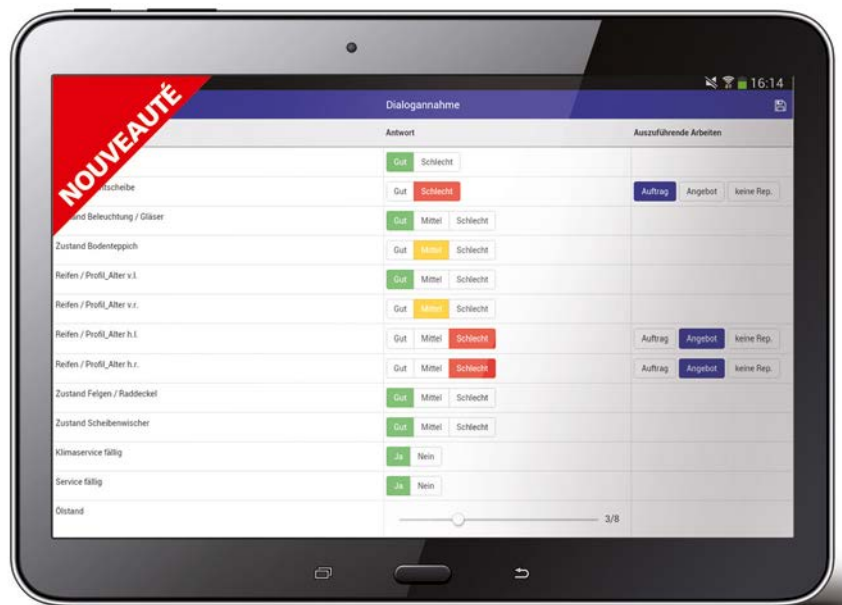 NOUVEAUTÉ
16:14
Dialogannahme
Antwort Auszuführende Arbeiten
Gut Schlecht
Gut Schlecht Auftrag Angebot keine Rep.
Beleuchtung / Gläser Gut Mittel Schlecht
Zustand Bodenteppich Gut Mittel Schlecht
Reifen / Profil_Alter v.l. Gut Mittel Schlecht
Reifen / Profil_Alter v.r. Gut Mittel Schlecht
Reifen / Profil_Alter h.l. Gut Mittel Schlecht Auftrag Angebot keine Rep.
Reifen / Profil_Alter h.r. Gut Mittel Schlecht Auftrag Angebot keine Rep.
Zustand Felgen / Raddeckel Gut Mittel Schlecht
Zustand Scheibenwischer Gut Mittel Schlecht
Klimaservice fällig Ja Nein
Service fällig Ja Nein
Ölstand 3/8